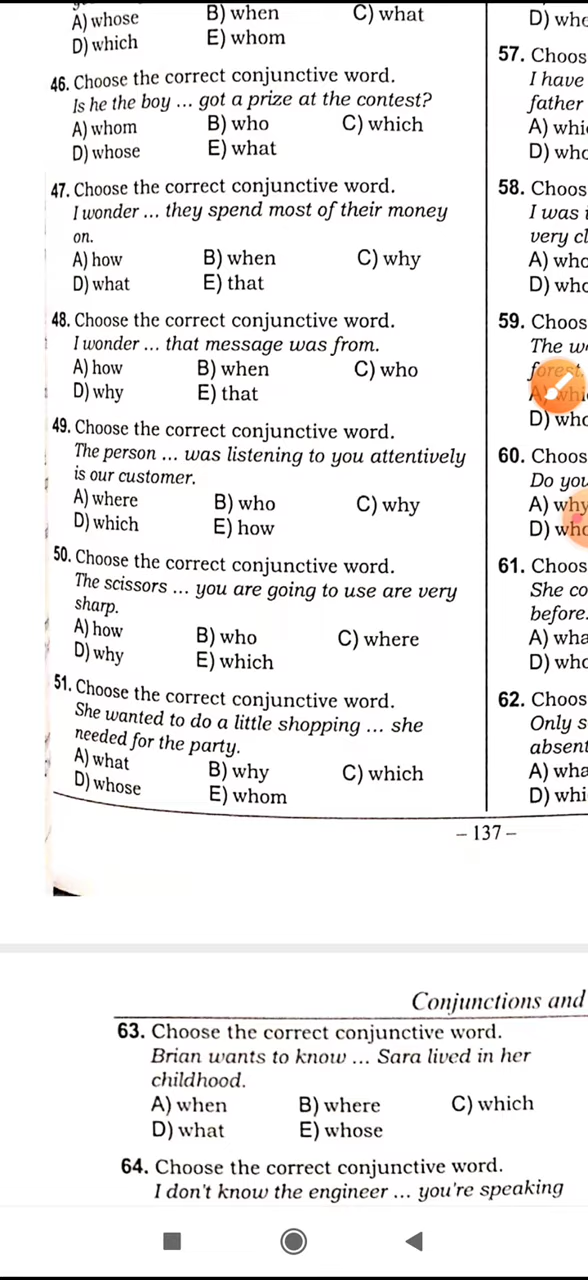 A) whose B) when C) what
D) which E) whom
46. Choose the correct conjunctive word.
Is he the boy ... got a prize at the contest?
A) whom B) who C) which
D) whose E) what
47. Choose the correct conjunctive word.
I wonder ... they spend most of their money
on.
A) how B) when C) why
D) what E) that
48. Choose the correct conjunctive word.
I wonder ... that message was from.
A) how B) when C) who
D) why E) that
49. Choose the correct conjunctive word.
The person ... was listening to you attentively
is our customer.
A) where B) who C) why
D) which E) how
50. Choose the correct conjunctive word.
The scissors ... you are going to use are very
sharp.
A) how B) who C) where
D) why E) which
51. Choose the correct conjunctive word.
She wanted to do a little shopping ... she
needed for the party.
A) what B) why C) which
D) whose E) whom
D)
57.
I have
father
A)
D)
58.
I was
very
A)
D)
59.
The
forest.
D)
60.
Do
A) why
D)
61.
She
before.
A)
D)
62.
Only
A)
D)
– 137 –
Conjunctions and
63. Choose the correct conjunctive word.
Brian wants to know ... Sara lived in her
childhood.
A) when B) where C) which
D) what E) whose
64. Choose the correct conjunctive word.
I don't know the engineer ... you're speaking